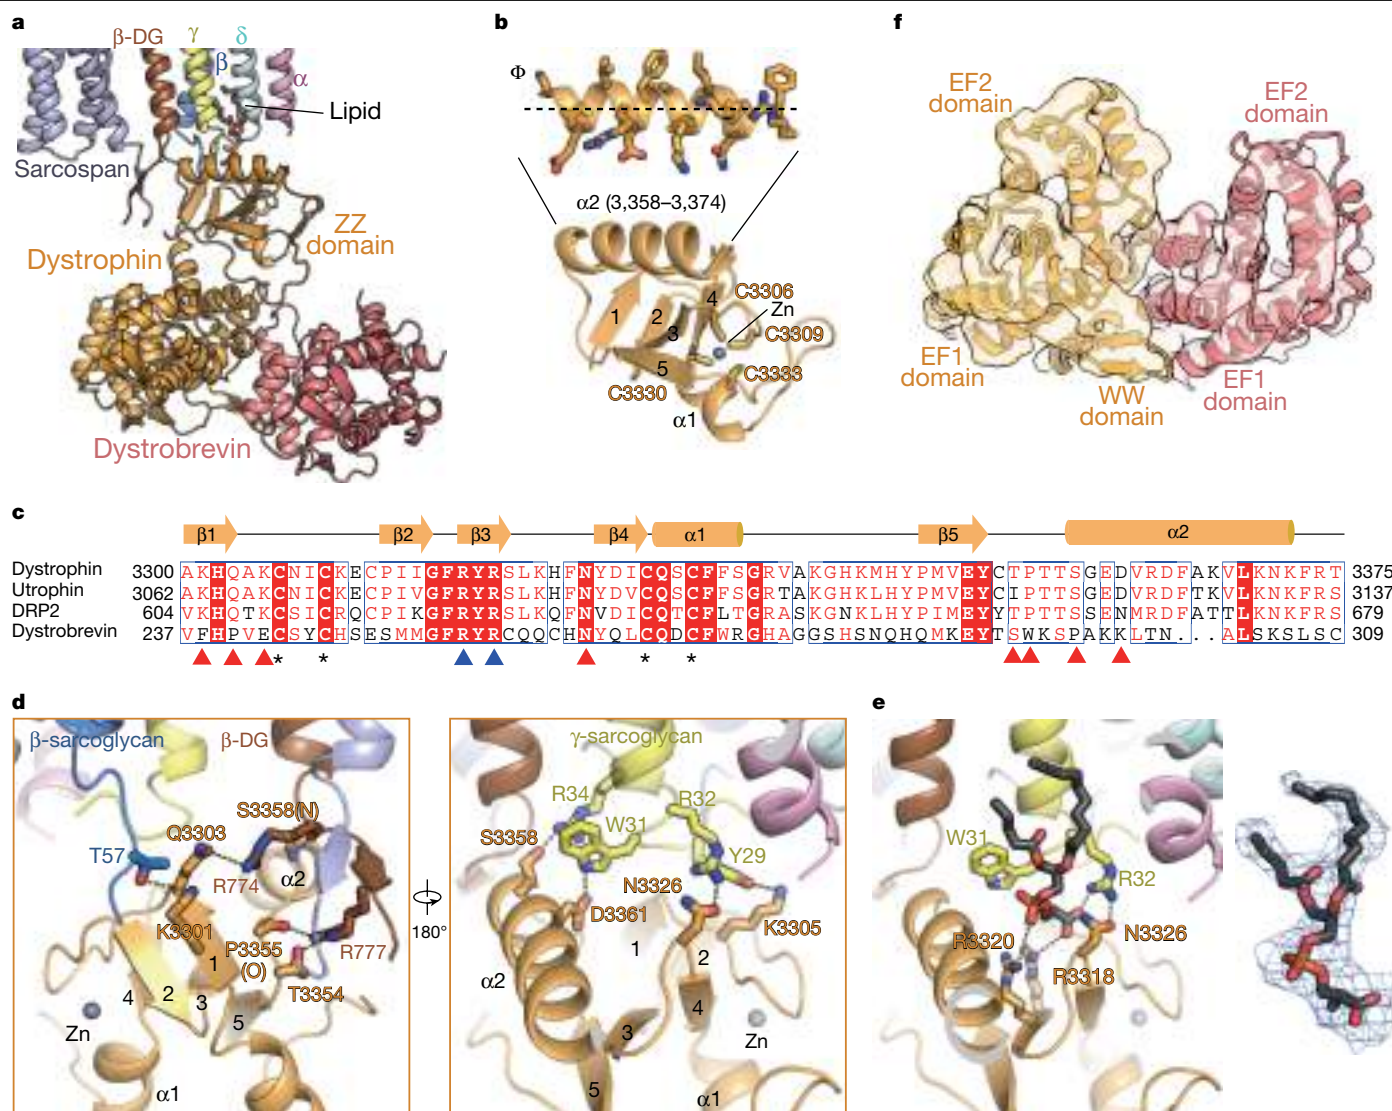 a
β-DG
γ
δ
β
α
Lipid
Sarcospan
ZZ
domain
Dystrophin
Dystrobrevin
b
Φ
α2 (3,358–3,374)
1
2
3
4
5
C3306
Zn
C3309
C3333
C3330
α1
f
EF2
domain
EF2
domain
EF1
domain
WW
domain
EF1
domain
c
β1 β2 β3 β4 α1 β5 α2
Dystrophin 3300 AKHQAKCNICKECPIIGFRYRSLKHFNYDICQSCFFSGRVAKGHKMHYPMVEYCTPTTSGEDVRDFAKVLKNKFRT 3375
Utrophin 3062 AKHQAKCNICKECPIVGFRYRSLKHFNYDVCQSCFFSGRTAKGHKLHYPMVEYCIPTTSGEDVRDFTKVLKNKFRS 3137
DRP2 604 VKHQTKCSICRQCPIKGFRYRSLKQFNVDICQTCFLTGRASKGNKLHYPIMEYYTPTTSSENMRDFATTLKNKFRS 679
Dystrobrevin 237 VFHPVECSYCHSESMMGFRYRCQQCHNYQLCQDCFWRGHAGGSHSNQHQMKEYTSWKSPAKKLTN...ALSKSLSC 309
* * * *
d
β-sarcoglycan
β-DG
S3358(N)
Q3303
T57
R774
α2
K3301
P3355
(O)
R777
T3354
1
2
3
4
5
Zn
α1
180°
γ-sarcoglycan
R34
R32
W31
S3358
Y29
N3326
D3361
K3305
α2
1
2
3
4
5
Zn
α1
e
W31
R32
R3320
N3326
R3318